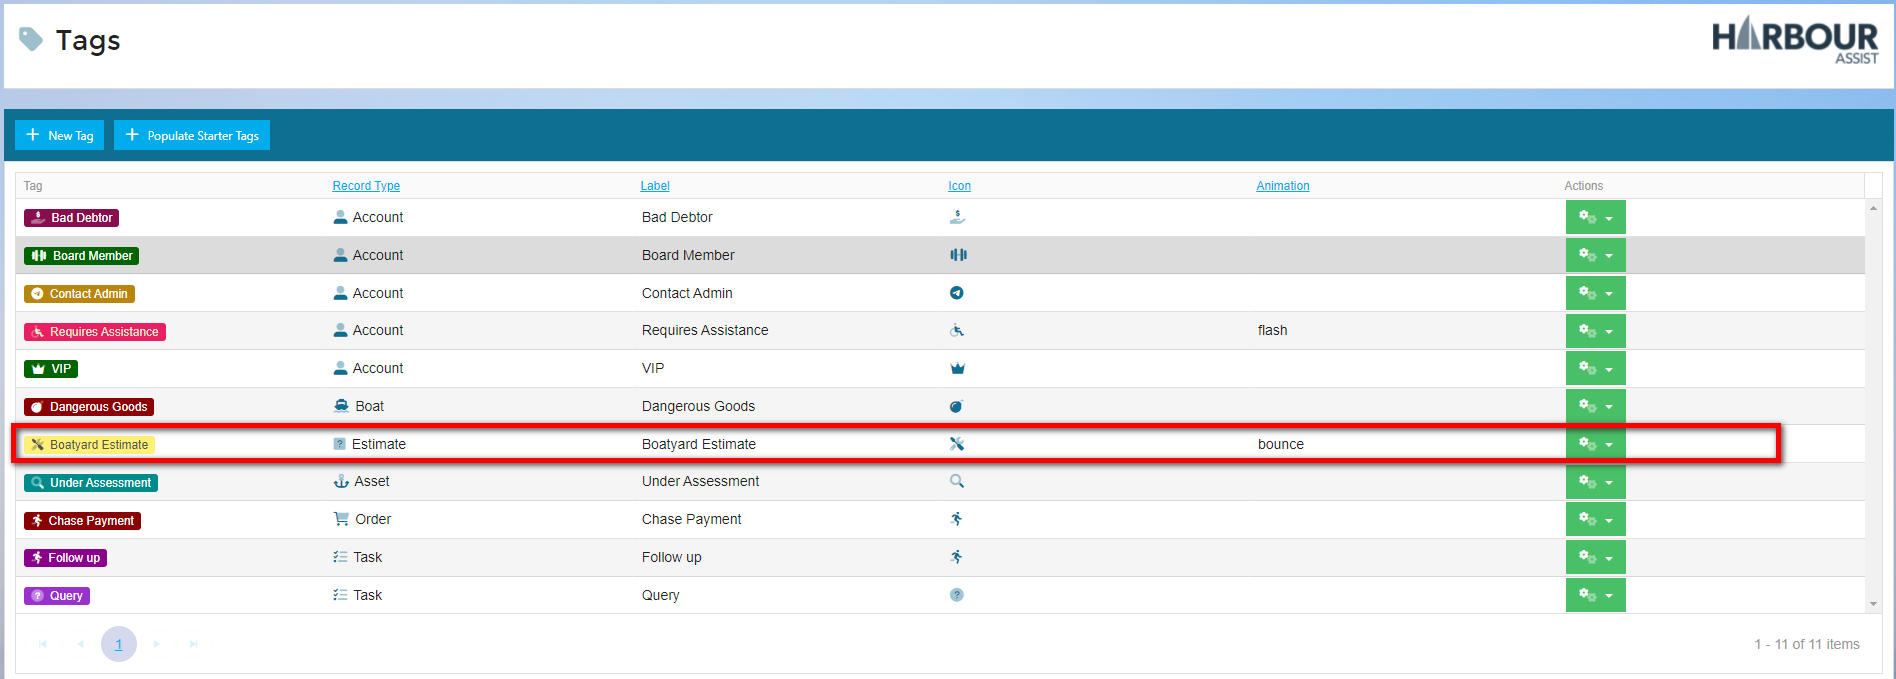 Tags
HARBOUR
ASSIST
New Tag Populate Starter Tags
Tag Record Type Label Icon Animation Actions
Bad Debtor Account Bad Debtor
Board Member Account Board Member
Contact Admin Account Contact Admin
Requires Assistance Account Requires Assistance flash
VIP Account VIP
Dangerous Goods Boat Dangerous Goods
Boatyard Estimate Estimate Boatyard Estimate bounce
Under Assessment Asset Under Assessment
Chase Payment Order Chase Payment
Follow up Task Follow up
Query Task Query
1 1 - 11 of 11 items